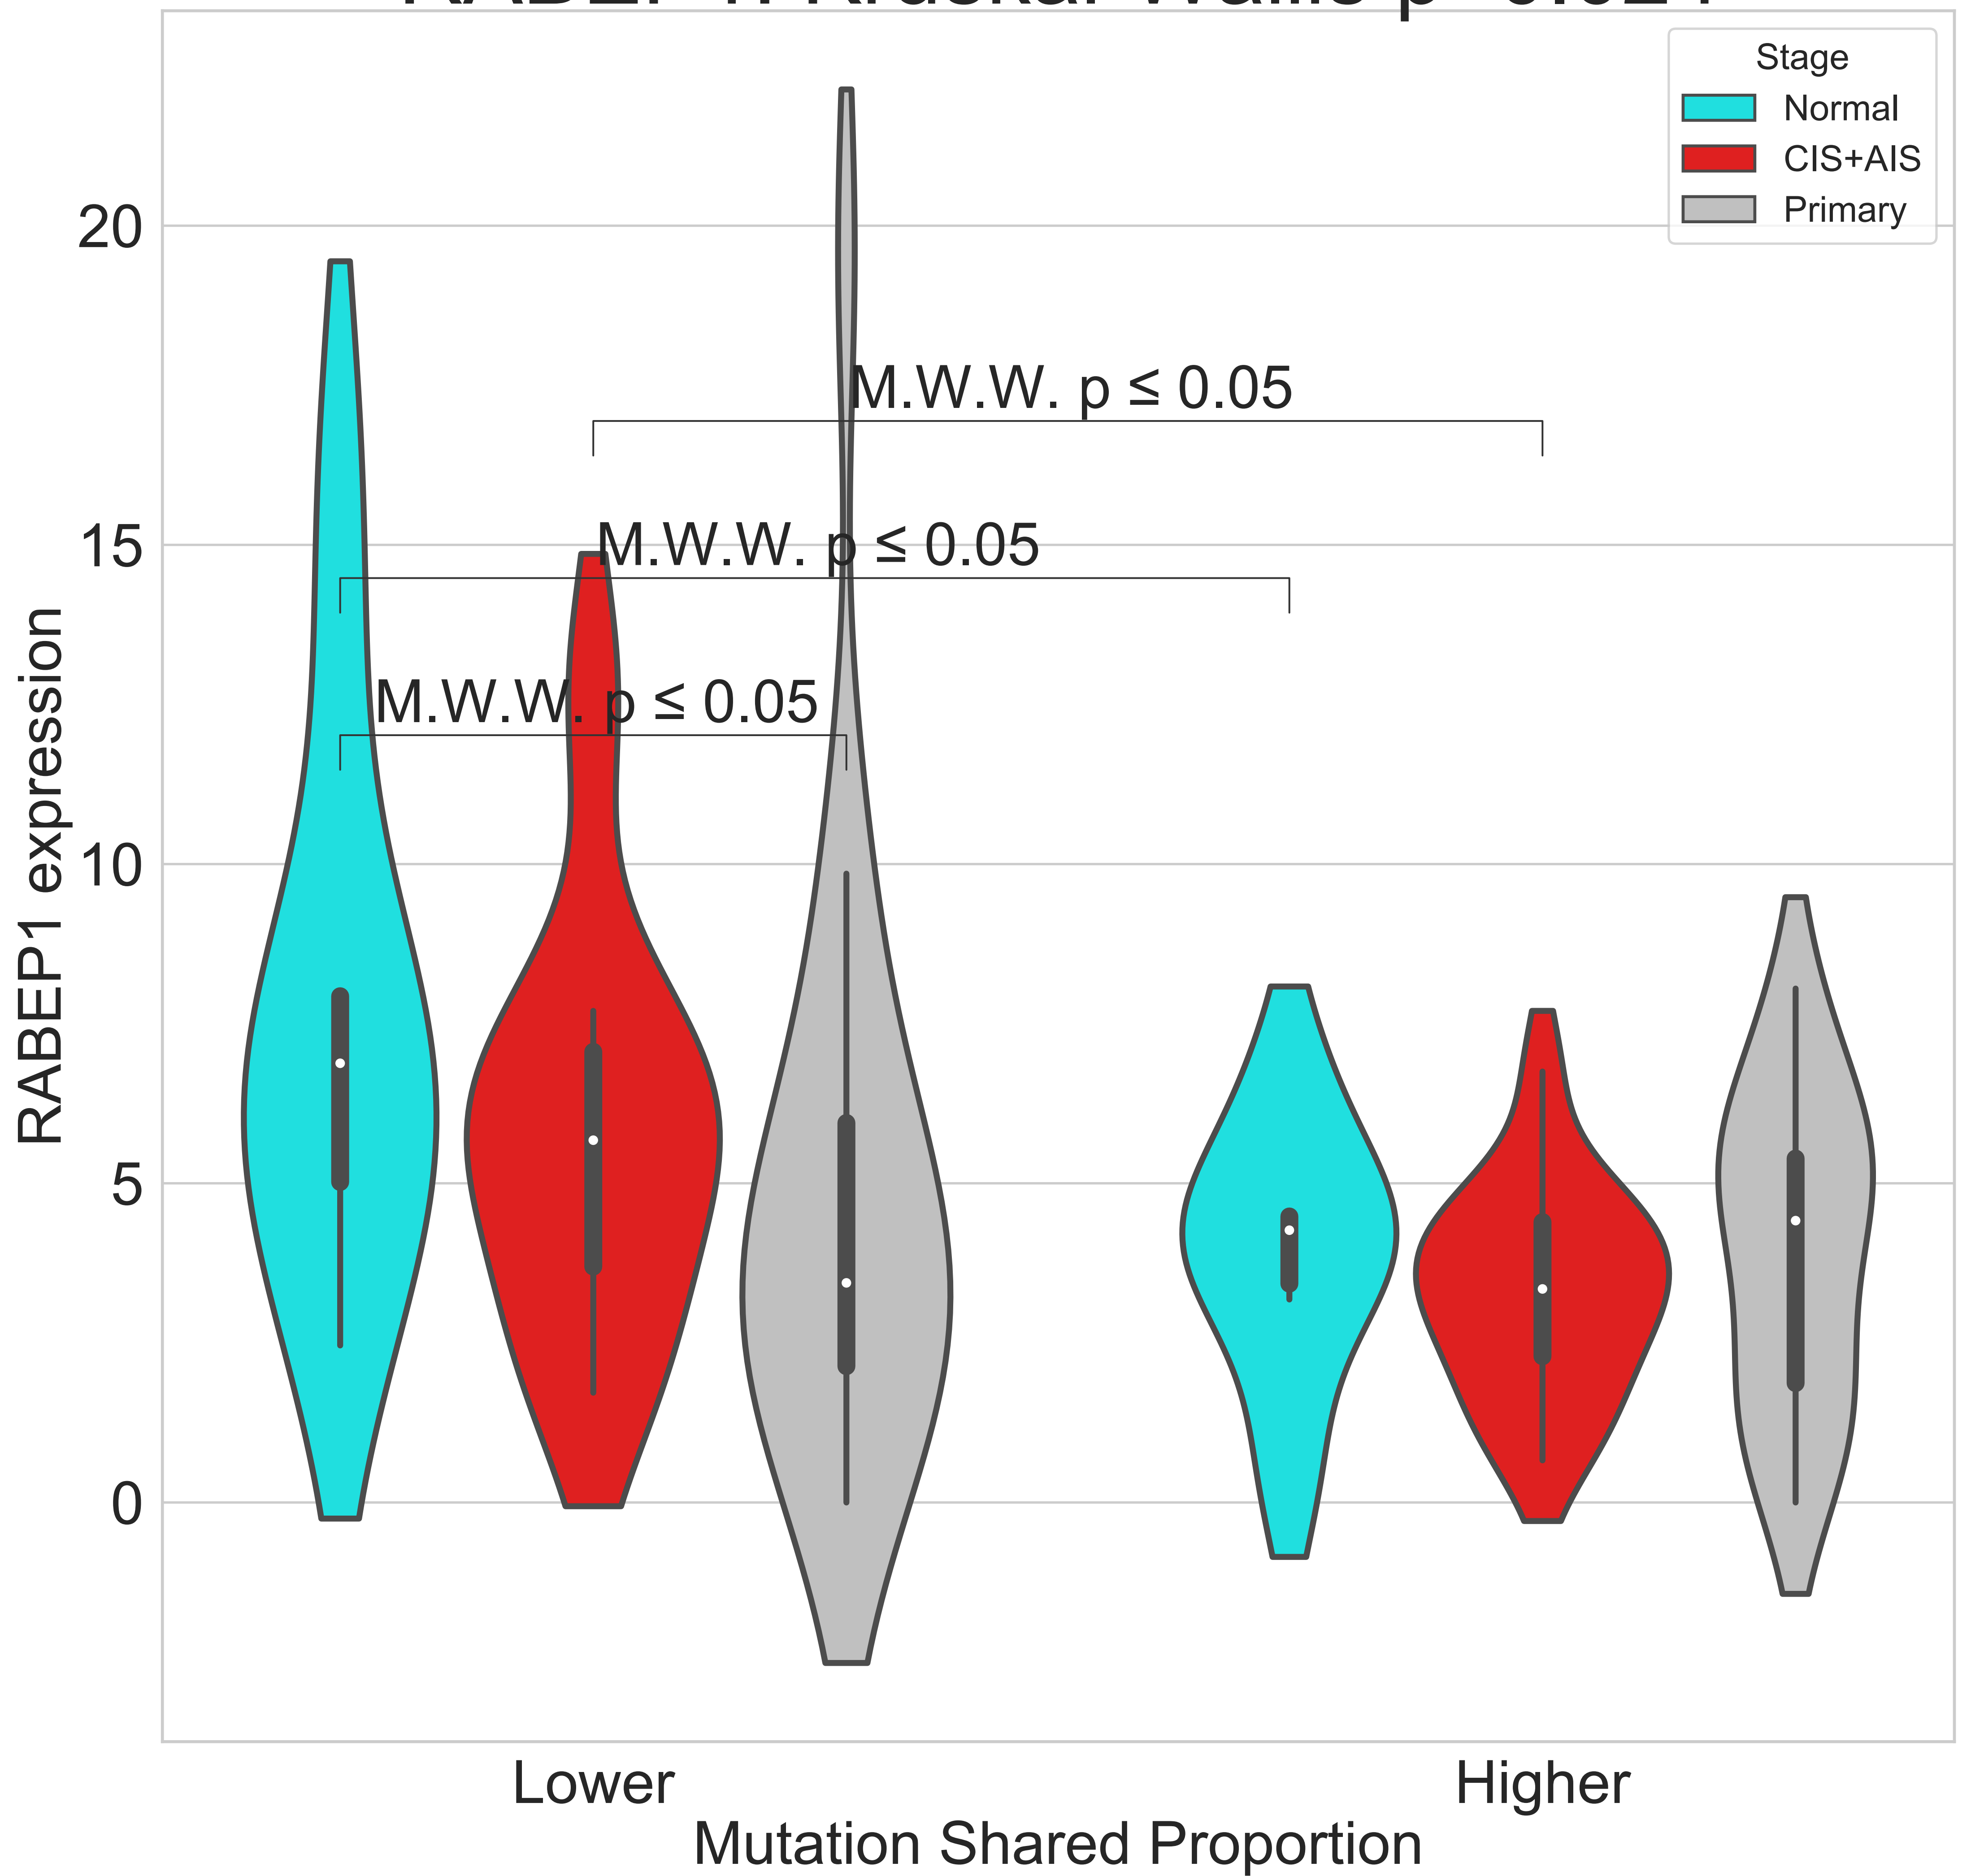 Stage
Normal
CIS+AIS
Primary
20
15
10
5
0
M.W.W. p ≤ 0.05
M.W.W. p ≤ 0.05
M.W.W. p ≤ 0.05
RABEP1 expression
Lower
Higher
Mutation Shared Proportion